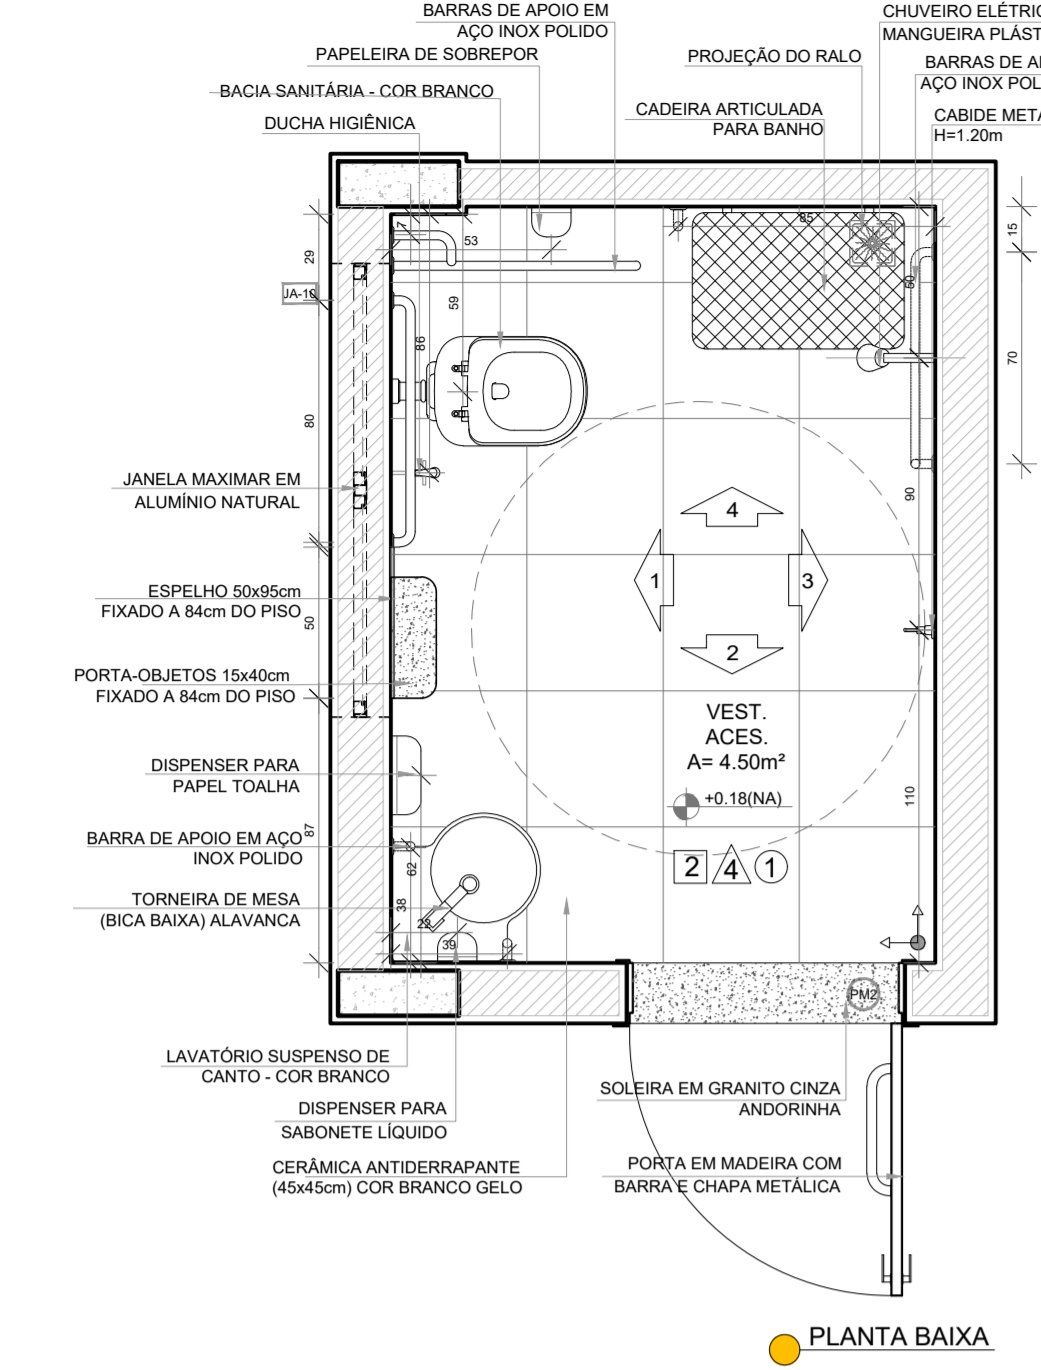 BARRAS DE APOIO EM
AÇO INOX POLIDO
PAPELEIRA DE SOBREPOR
BACIA SANITÁRIA - COR BRANCO
DUCHA HIGIÊNICA
CHUVEIRO ELÉTRIC
MANGUEIRA PLÁST
PROJEÇÃO DO RALO
BARRAS DE A
AÇO INOX POL
CADEIRA ARTICULADA
PARA BANHO
CABIDE META
H=1.20m
53
85
15
29
JA-10
59
50
86
70
80
JANELA MAXIMAR EM
ALUMÍNIO NATURAL
90
4
1
3
2
ESPELHO 50x95cm
FIXADO A 84cm DO PISO
50
PORTA-OBJETOS 15x40cm
FIXADO A 84cm DO PISO
VEST.
ACES.
A= 4.50m²
+0.18(NA)
110
DISPENSER PARA
PAPEL TOALHA
87
BARRA DE APOIO EM AÇO
INOX POLIDO
62
2
4
1
TORNEIRA DE MESA
(BICA BAIXA) ALAVANCA
38
22
39
PM2
LAVATÓRIO SUSPENSO DE
CANTO - COR BRANCO
DISPENSER PARA
SABONETE LÍQUIDO
CERÂMICA ANTIDERRAPANTE
(45x45cm) COR BRANCO GELO
SOLEIRA EM GRANITO CINZA
ANDORINHA
PORTA EM MADEIRA COM
BARRA E CHAPA METÁLICA
PLANTA BAIXA